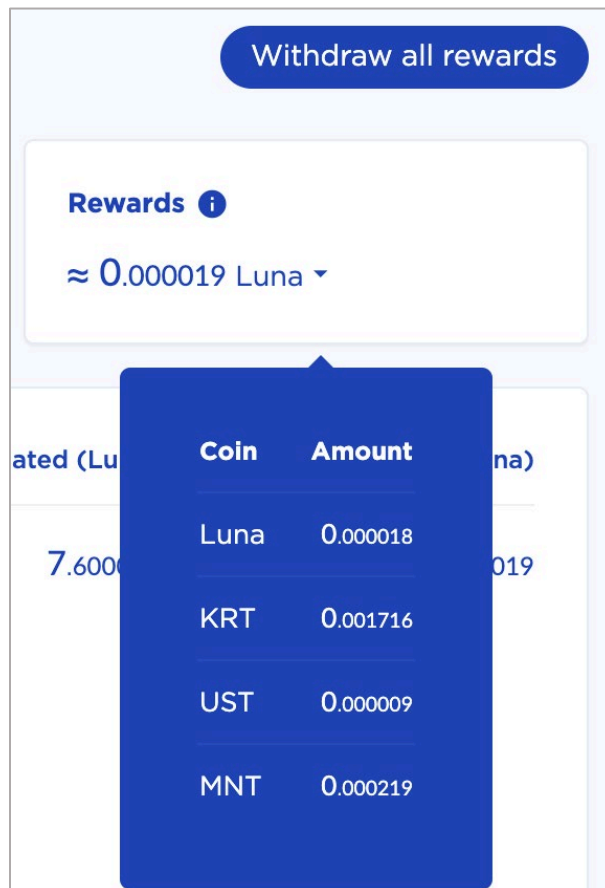 Withdraw all rewards
Rewards
≈ 0.000019 Luna
ated (Lu
na)
Coin Amount
Luna 0.000018
7.600
019
KRT 0.001716
UST 0.000009
MNT 0.000219